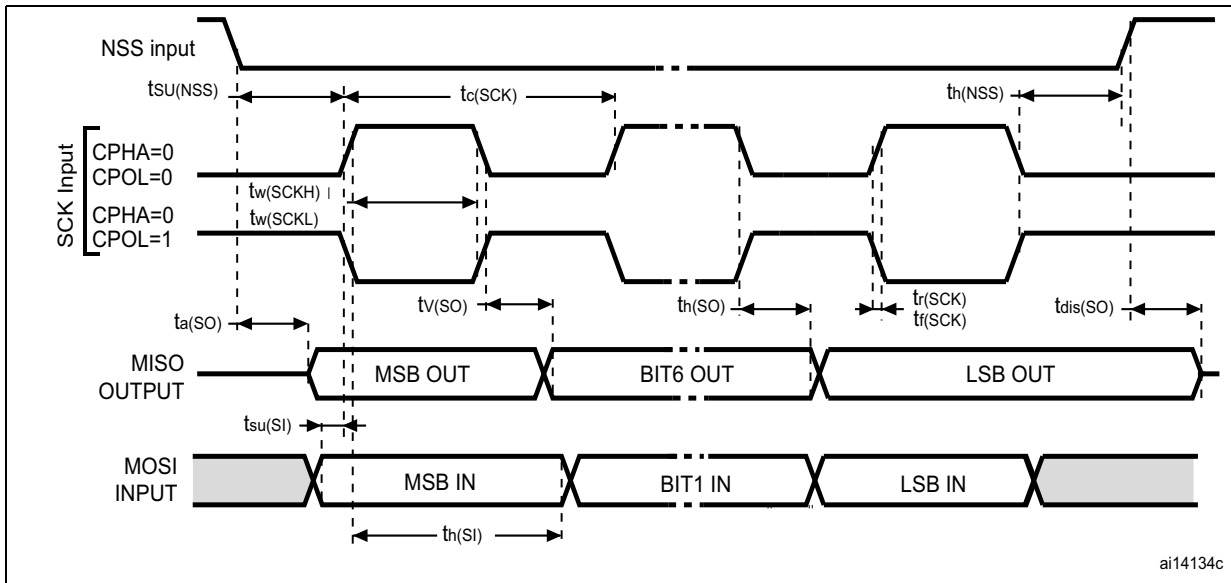 NSS input
tSU(NSS)
tc(SCK)
th(NSS)
SCK Input
CPHA=0
CPOL=0
tw(SCKH)
CPHA=0
CPOL=1
tw(SCKL)
tV(SO)
th(SO)
tr(SCK)
tf(SCK)
tdis(SO)
ta(SO)
MISO
OUTPUT
MSB OUT
BIT6 OUT
LSB OUT
tsu(SI)
MOSI
INPUT
MSB IN
BIT1 IN
LSB IN
th(SI)
ai14134c